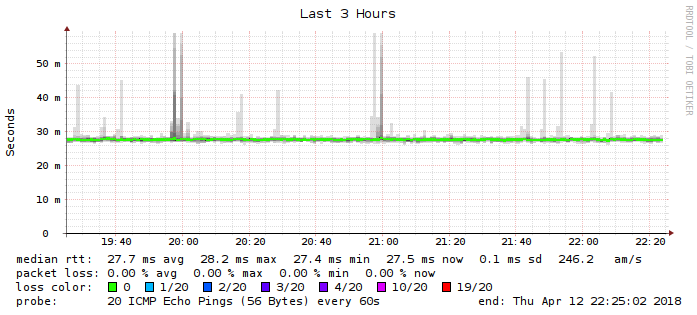 Last 3 Hours
RRDTOOL / TOBI OETIKER
Seconds
50 m
40 m
30 m
20 m
10 m
0
19:40 20:00 20:20 20:40 21:00 21:20 21:40 22:00 22:20
median rtt: 27.7 ms avg 28.2 ms max 27.4 ms min 27.5 ms now 0.1 ms sd 246.2 am/s
packet loss: 0.00 % avg 0.00 % max 0.00 % min 0.00 % now
loss color: 0 1/20 2/20 3/20 4/20 10/20 19/20
probe: 20 ICMP Echo Pings (56 Bytes) every 60s end: Thu Apr 12 22:25:02 2018